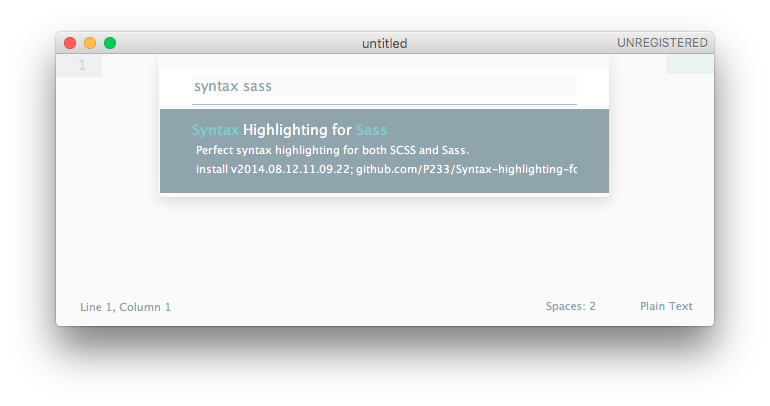 untitled
UNREGISTERED
1
syntax sass
Syntax Highlighting for Sass
Perfect syntax highlighting for both SCSS and Sass.
install v2014.08.12.11.09.22; github.com/P233/Syntax-highlighting-fo
Line 1, Column 1
Spaces: 2
Plain Text